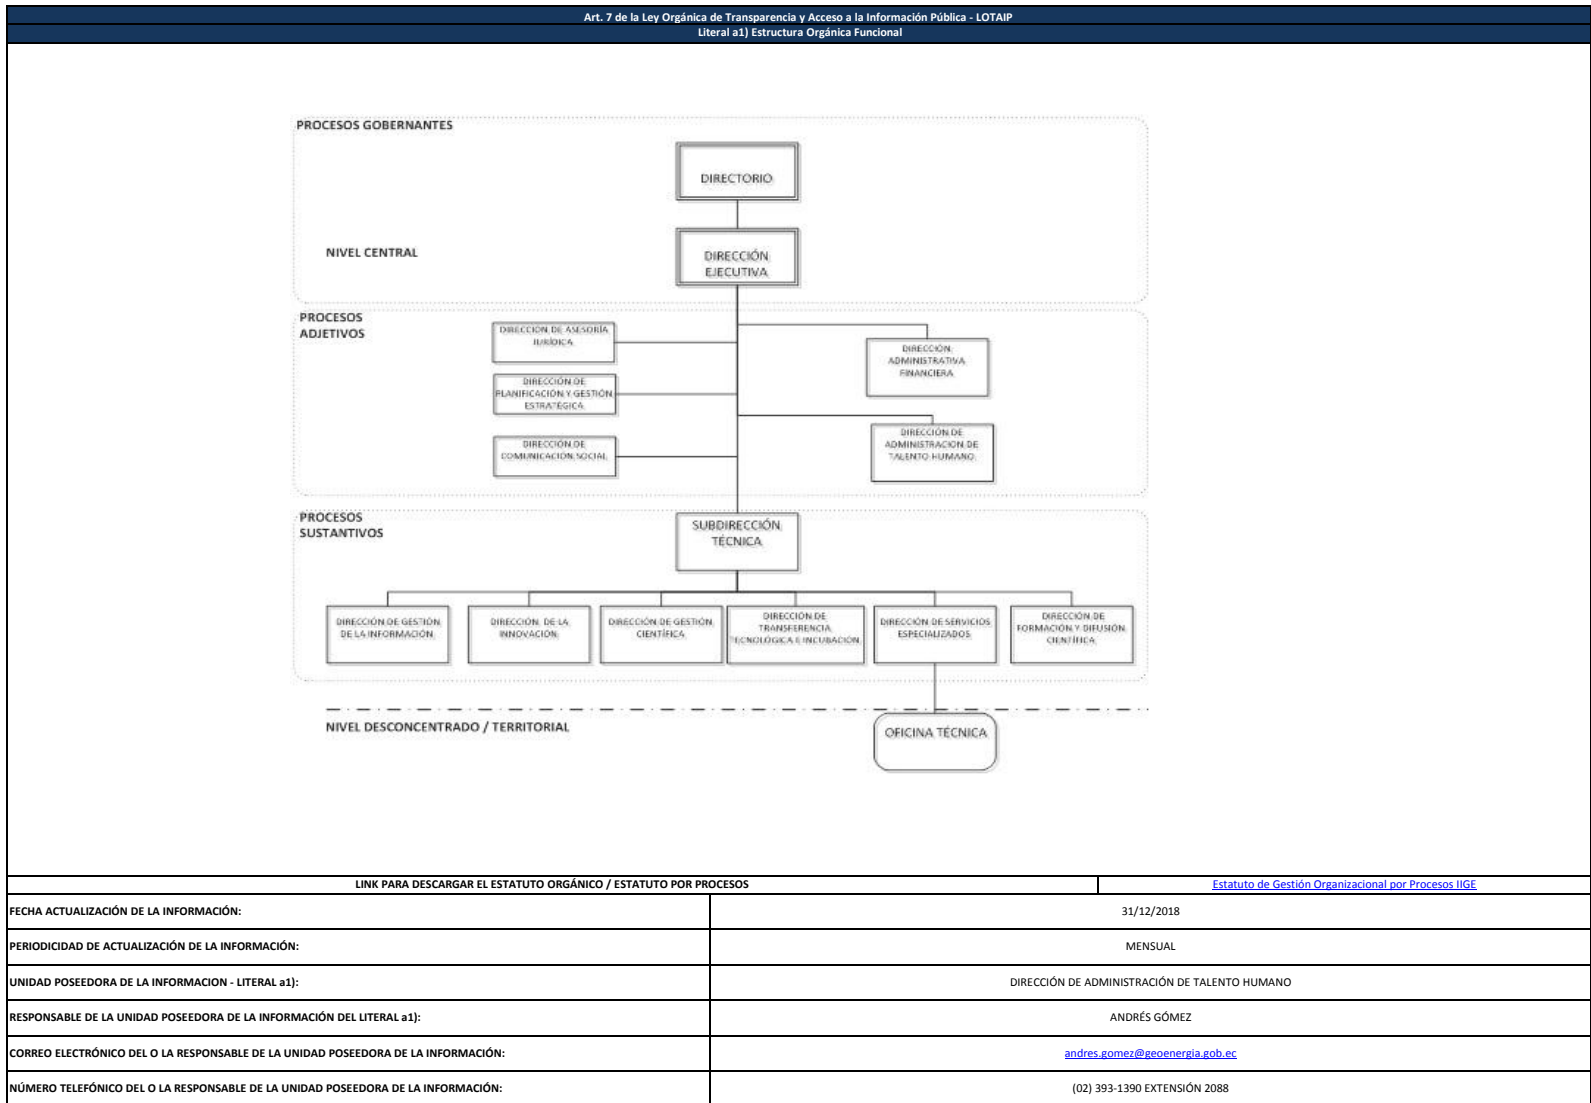 Art. 7 de la Ley Orgánica de Transparencia y Acceso a la Información Pública - LOTAIP
Literal a1) Estructura Orgánica Funcional
PROCESOS GOBERNANTES
DIRECTORIO
NIVEL CENTRAL
DIRECCIÓN
EJECUTIVA
PROCESOS
ADJETIVOS
DIRECCIÓN DE ASESORÍA
JURÍDICA
DIRECCIÓN
ADMINISTRATIVA
FINANCIERA
DIRECCIÓN DE
PLANIFICACIÓN Y GESTIÓN
ESTRATÉGICA
DIRECCIÓN DE
COMUNICACIÓN SOCIAL
DIRECCIÓN DE
ADMINISTRACIÓN DE
TALENTO HUMANO
PROCESOS
SUSTANTIVOS
SUBDIRECCIÓN
TÉCNICA
DIRECCIÓN DE GESTIÓN
DE LA INFORMACIÓN
DIRECCIÓN DE LA
INNOVACIÓN
DIRECCIÓN DE GESTIÓN
CIENTÍFICA
DIRECCIÓN DE
TRANSFERENCIA
TECNOLÓGICA E INCUBACIÓN
DIRECCIÓN DE SERVICIOS
ESPECIALIZADOS
DIRECCIÓN DE
FORMACIÓN Y DIFUSIÓN
CIENTÍFICA
NIVEL DESCONCENTRADO / TERRITORIAL
OFICINA TÉCNICA
LINK PARA DESCARGAR EL ESTATUTO ORGÁNICO / ESTATUTO POR PROCESOS
Estatuto de Gestión Organizacional por Procesos IIGE
FECHA ACTUALIZACIÓN DE LA INFORMACIÓN:
31/12/2018
PERIODICIDAD DE ACTUALIZACIÓN DE LA INFORMACIÓN:
MENSUAL
UNIDAD POSEEDORA DE LA INFORMACION - LITERAL a1):
DIRECCIÓN DE ADMINISTRACIÓN DE TALENTO HUMANO
RESPONSABLE DE LA UNIDAD POSEEDORA DE LA INFORMACIÓN DEL LITERAL a1):
ANDRÉS GÓMEZ
CORREO ELECTRÓNICO DEL O LA RESPONSABLE DE LA UNIDAD POSEEDORA DE LA INFORMACIÓN:
andres.gomez@geoenergia.gob.ec
NÚMERO TELEFÓNICO DEL O LA RESPONSABLE DE LA UNIDAD POSEEDORA DE LA INFORMACIÓN:
(02) 393-1390 EXTENSIÓN 2088